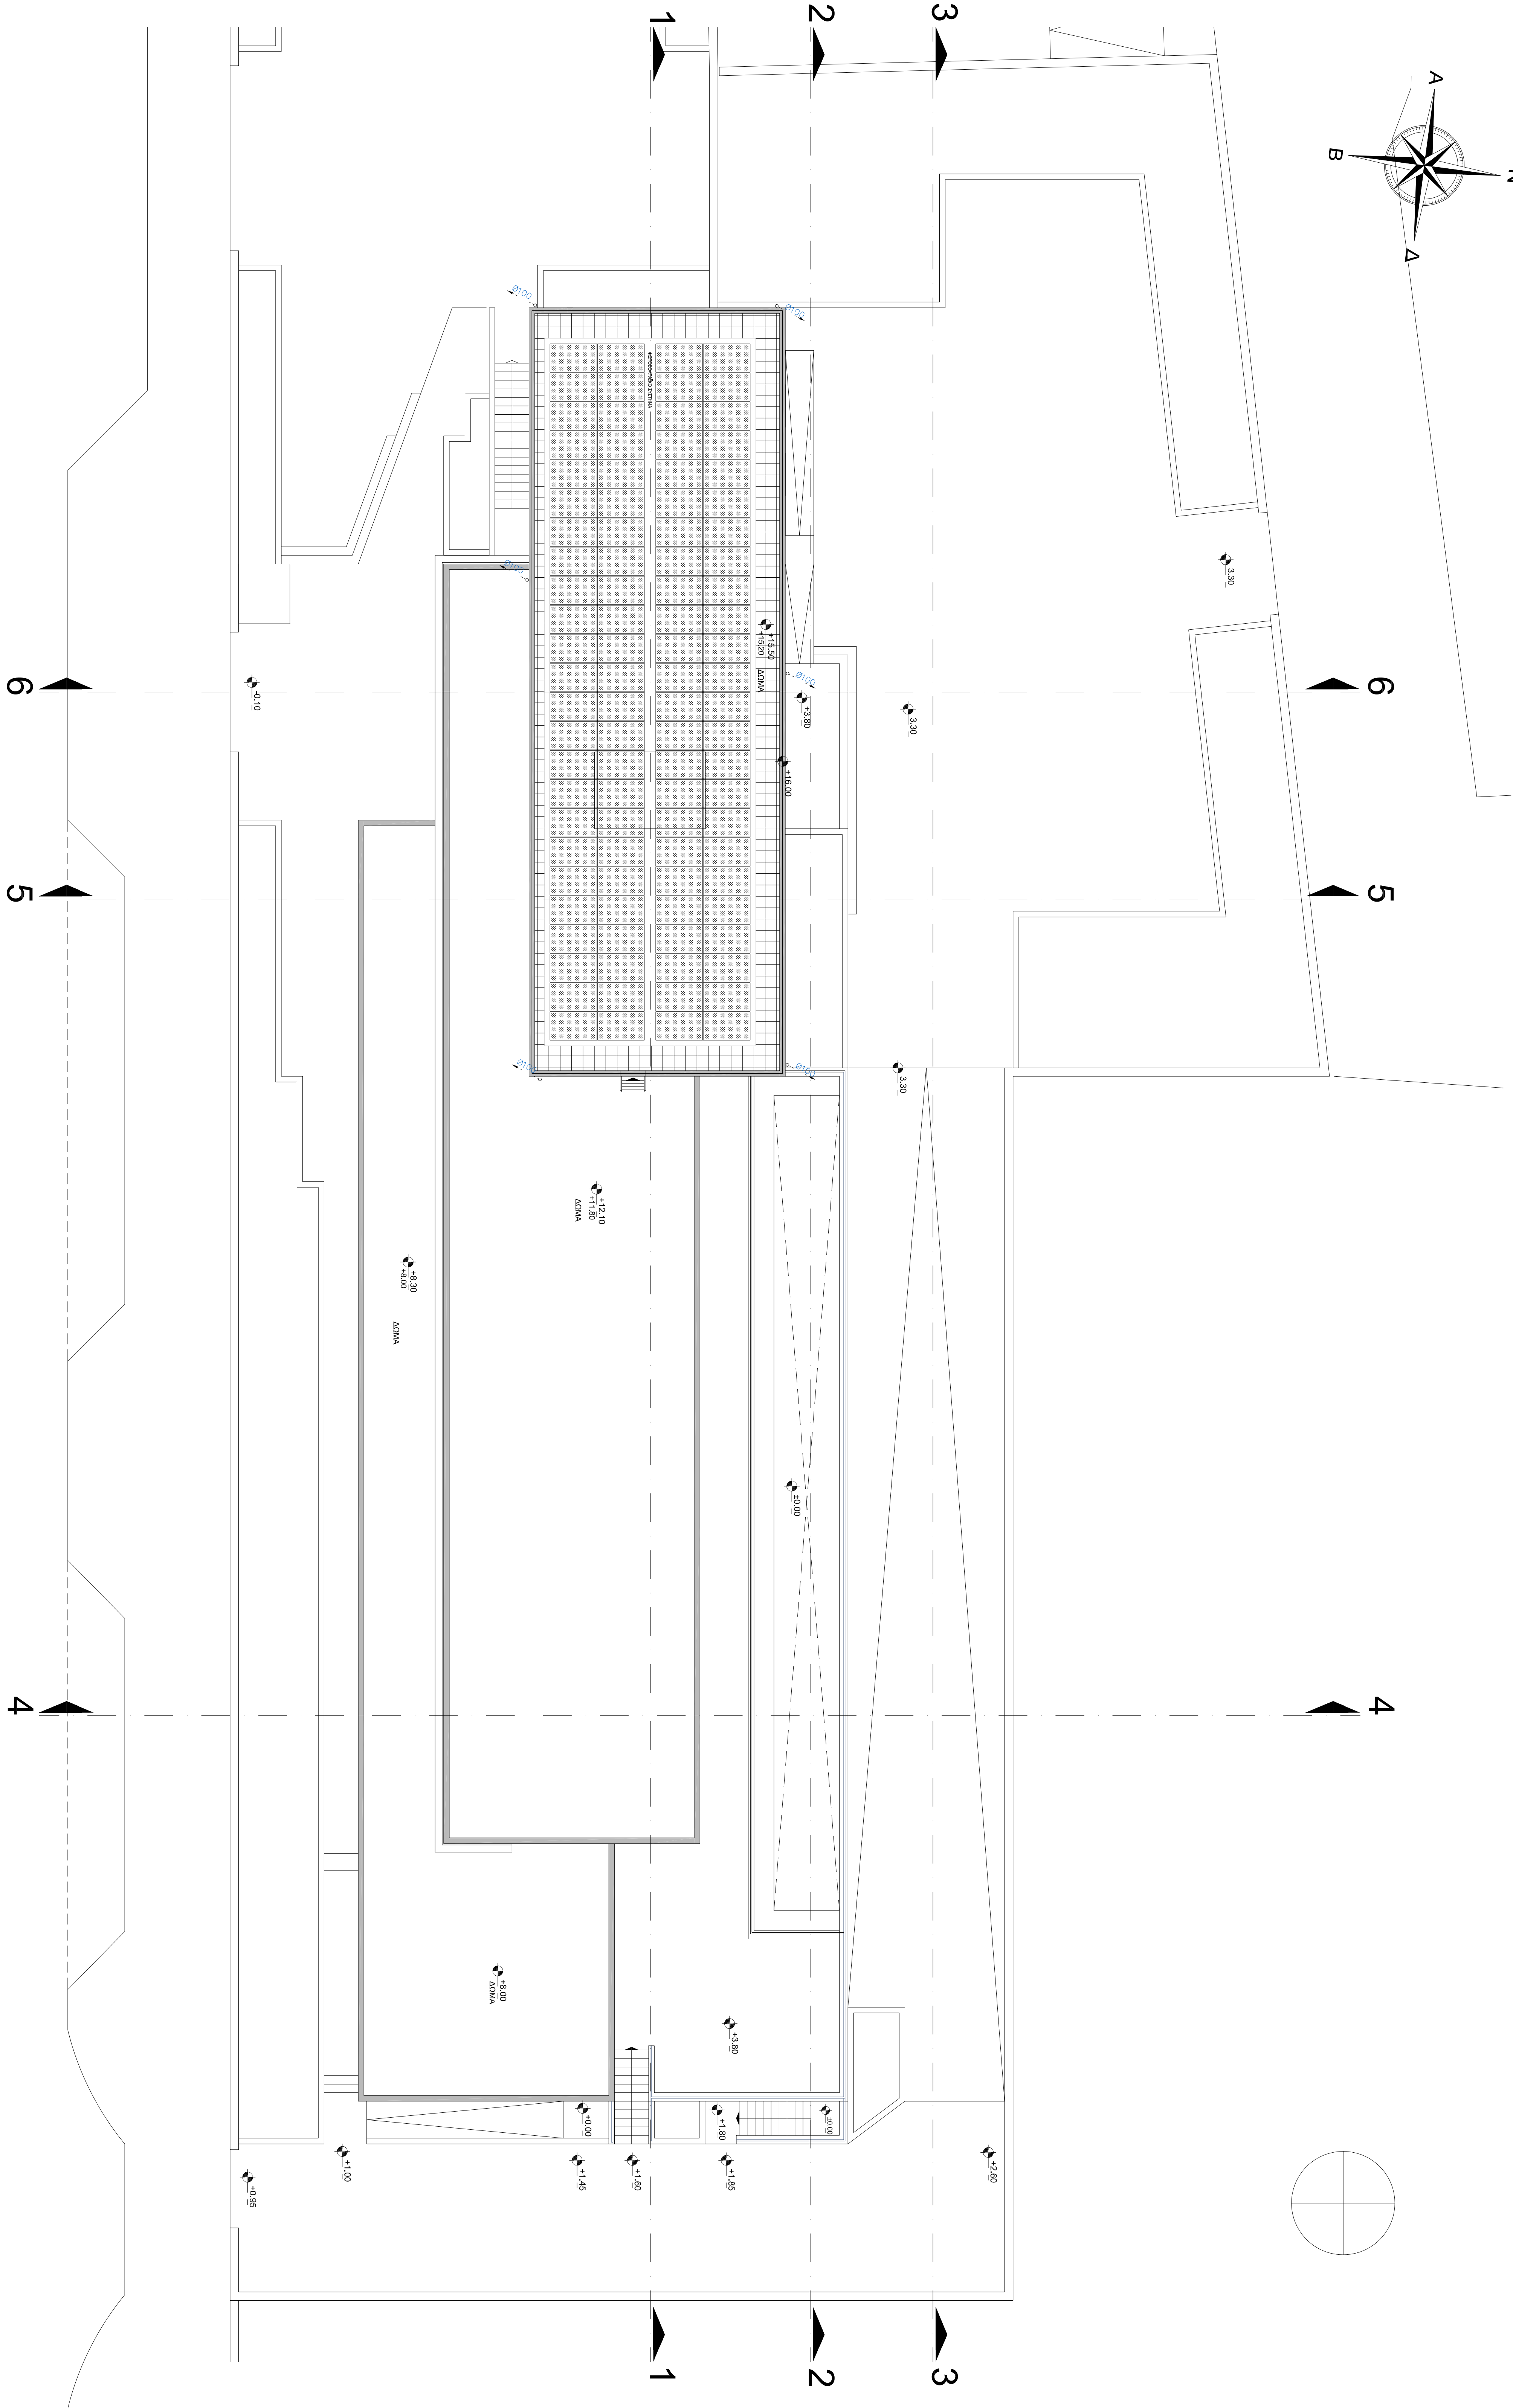 1
2
3
A
B
N
Δ
Ø100
Ø100
ΦΩΤΟΒΟΛΤΑΪΚΟ ΣΥΣΤΗΜΑ
Ø100
3.30
+15.50
+15.20
ΔΩΜΑ
Ø100
6
-0.10
+3.80
3.30
6
+16.00
5
5
Ø100
Ø100
3.30
+12.10
+11.80
ΔΩΜΑ
+8.30
+8.00
ΔΩΜΑ
±0.00
4
4
+8.00
ΔΩΜΑ
+3.80
+0.00
+1.80
±0.00
+1.00
+0.95
+1.45
+1.60
+1.85
+2.60
1
2
3